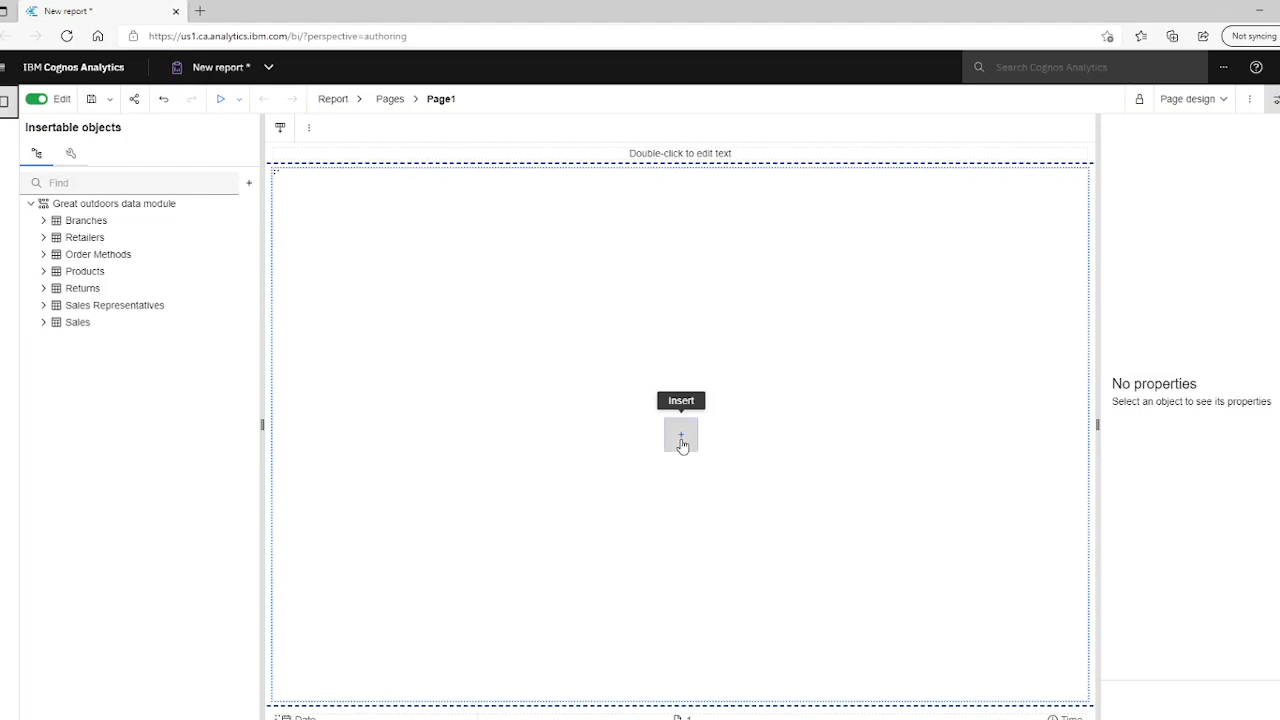 New report *
https://us1.ca.analytics.ibm.com/bi/?perspective=authoring
Not syncing
IBM Cognos Analytics
New report *
Search Cognos Analytics
Edit
Report > Pages > Page1
Page design
Insertable objects
Double-click to edit text
Find
Great outdoors data module
Branches
Retailers
Order Methods
Products
Returns
Sales Representatives
Sales
Insert
No properties
Select an object to see its properties
Date
1
Time